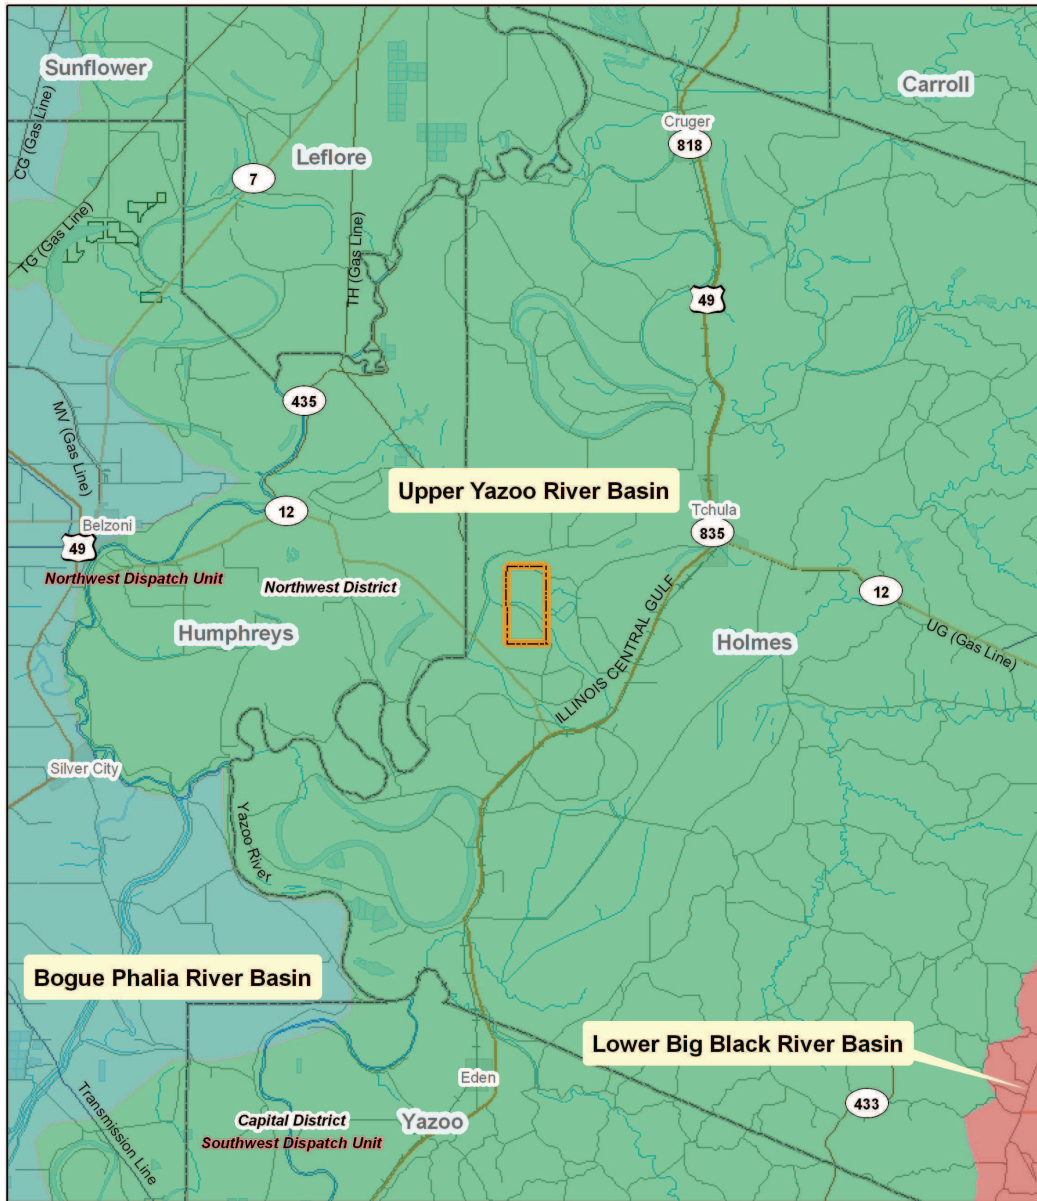 Sunflower
Carroll
Cruger
818
CG (Gas Line)
Leflore
7
TG (Gas Line)
TH (Gas Line)
49
435
MV (Gas Line)
Upper Yazoo River Basin
Tchula
12
Belzoni
835
49
Northwest Dispatch Unit
Northwest District
12
ILLINOIS CENTRAL GULF
Humphreys
Holmes
UG (Gas Line)
Silver City
Yazoo River
Bogue Phalia River Basin
Lower Big Black River Basin
Eden
Transmission Line
433
Capital District
Yazoo
Southwest Dispatch Unit